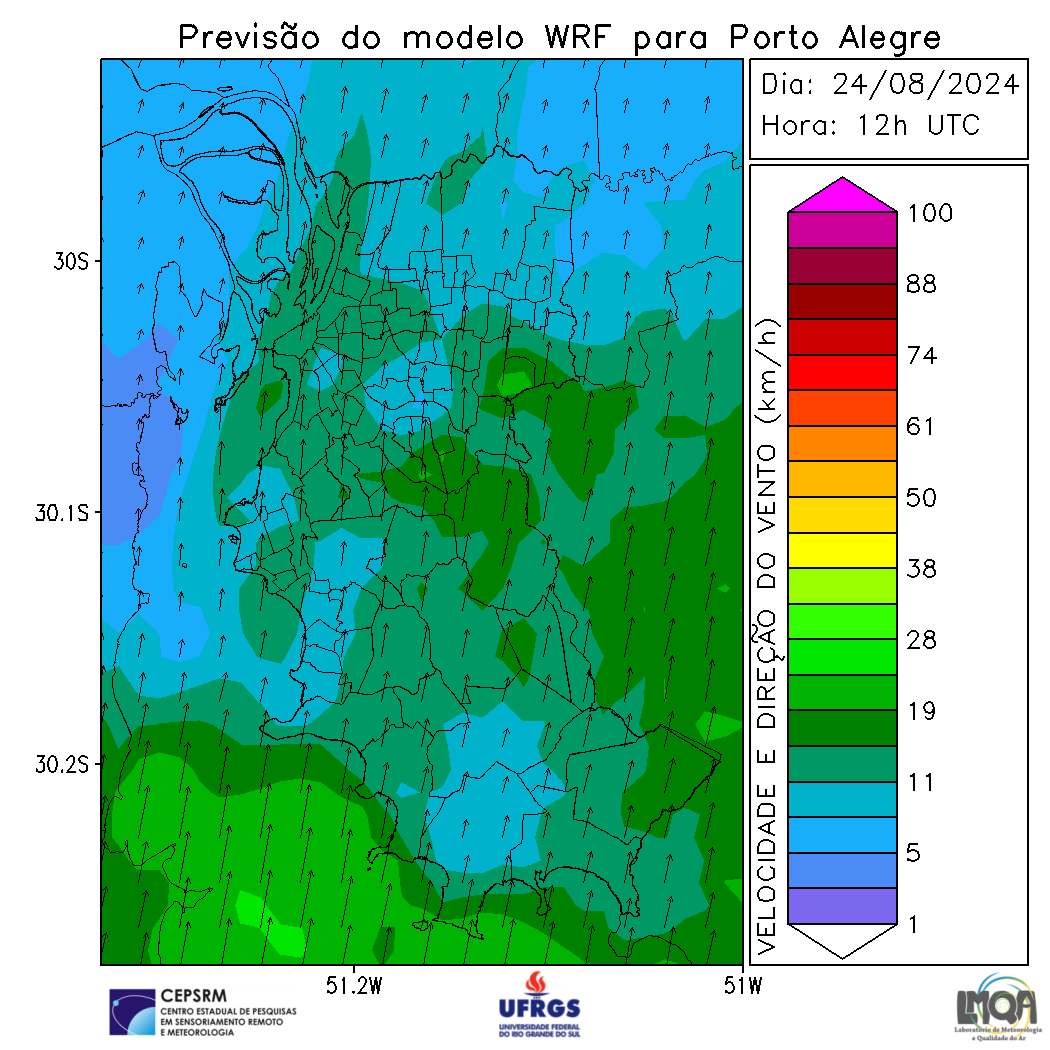 Previsão do modelo WRF para Porto Alegre
Dia: 24/08/2024
Hora: 12h UTC
30S
30.1S
30.2S
51.2W
51W
VELOCIDADE E DIREÇÃO DO VENTO (km/h)
100
88
74
61
50
38
28
19
11
5
1
CEPSRM
CENTRO ESTADUAL DE PESQUISAS
EM SENSORIAMENTO REMOTO
E METEOROLOGIA
UFRGS
UNIVERSIDADE FEDERAL
DO RIO GRANDE DO SUL
LMQA
Laboratório de Meteorologia
e Qualidade do Ar